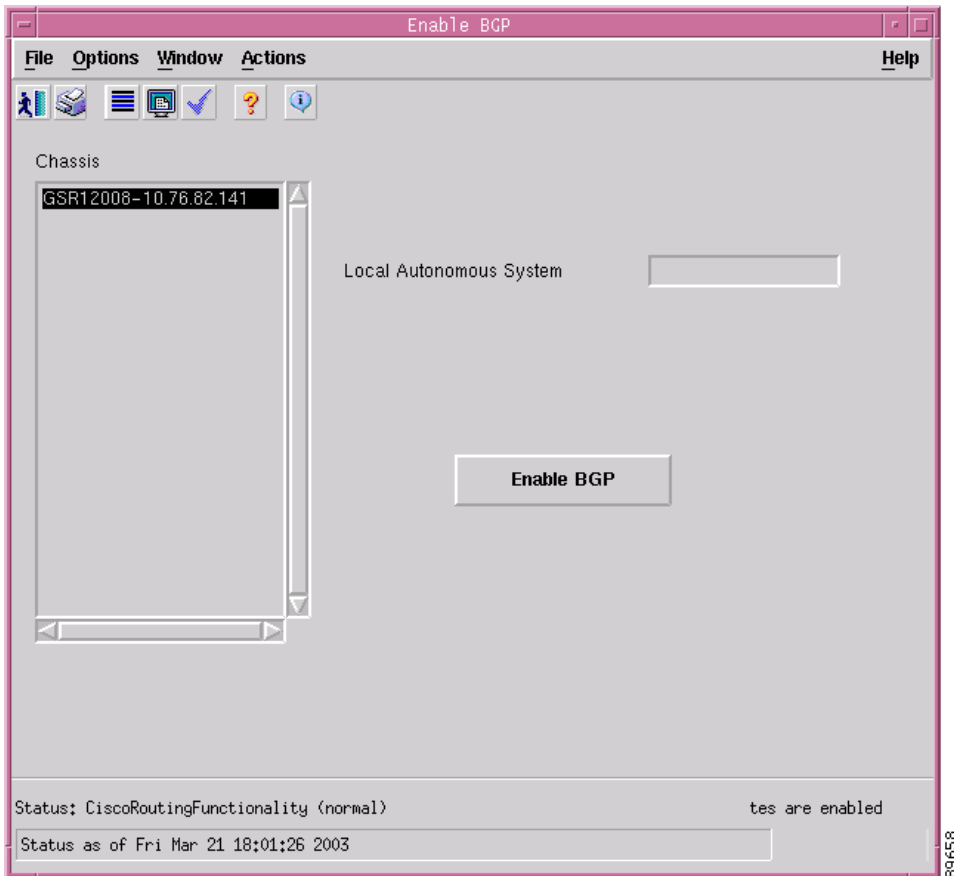 Enable BGP
File Options Window Actions Help
Chassis
GSR12008-10.76.82.141
Local Autonomous System
Enable BGP
Status: CiscoRoutingFunctionality (normal) tes are enabled
Status as of Fri Mar 21 18:01:26 2003
89658